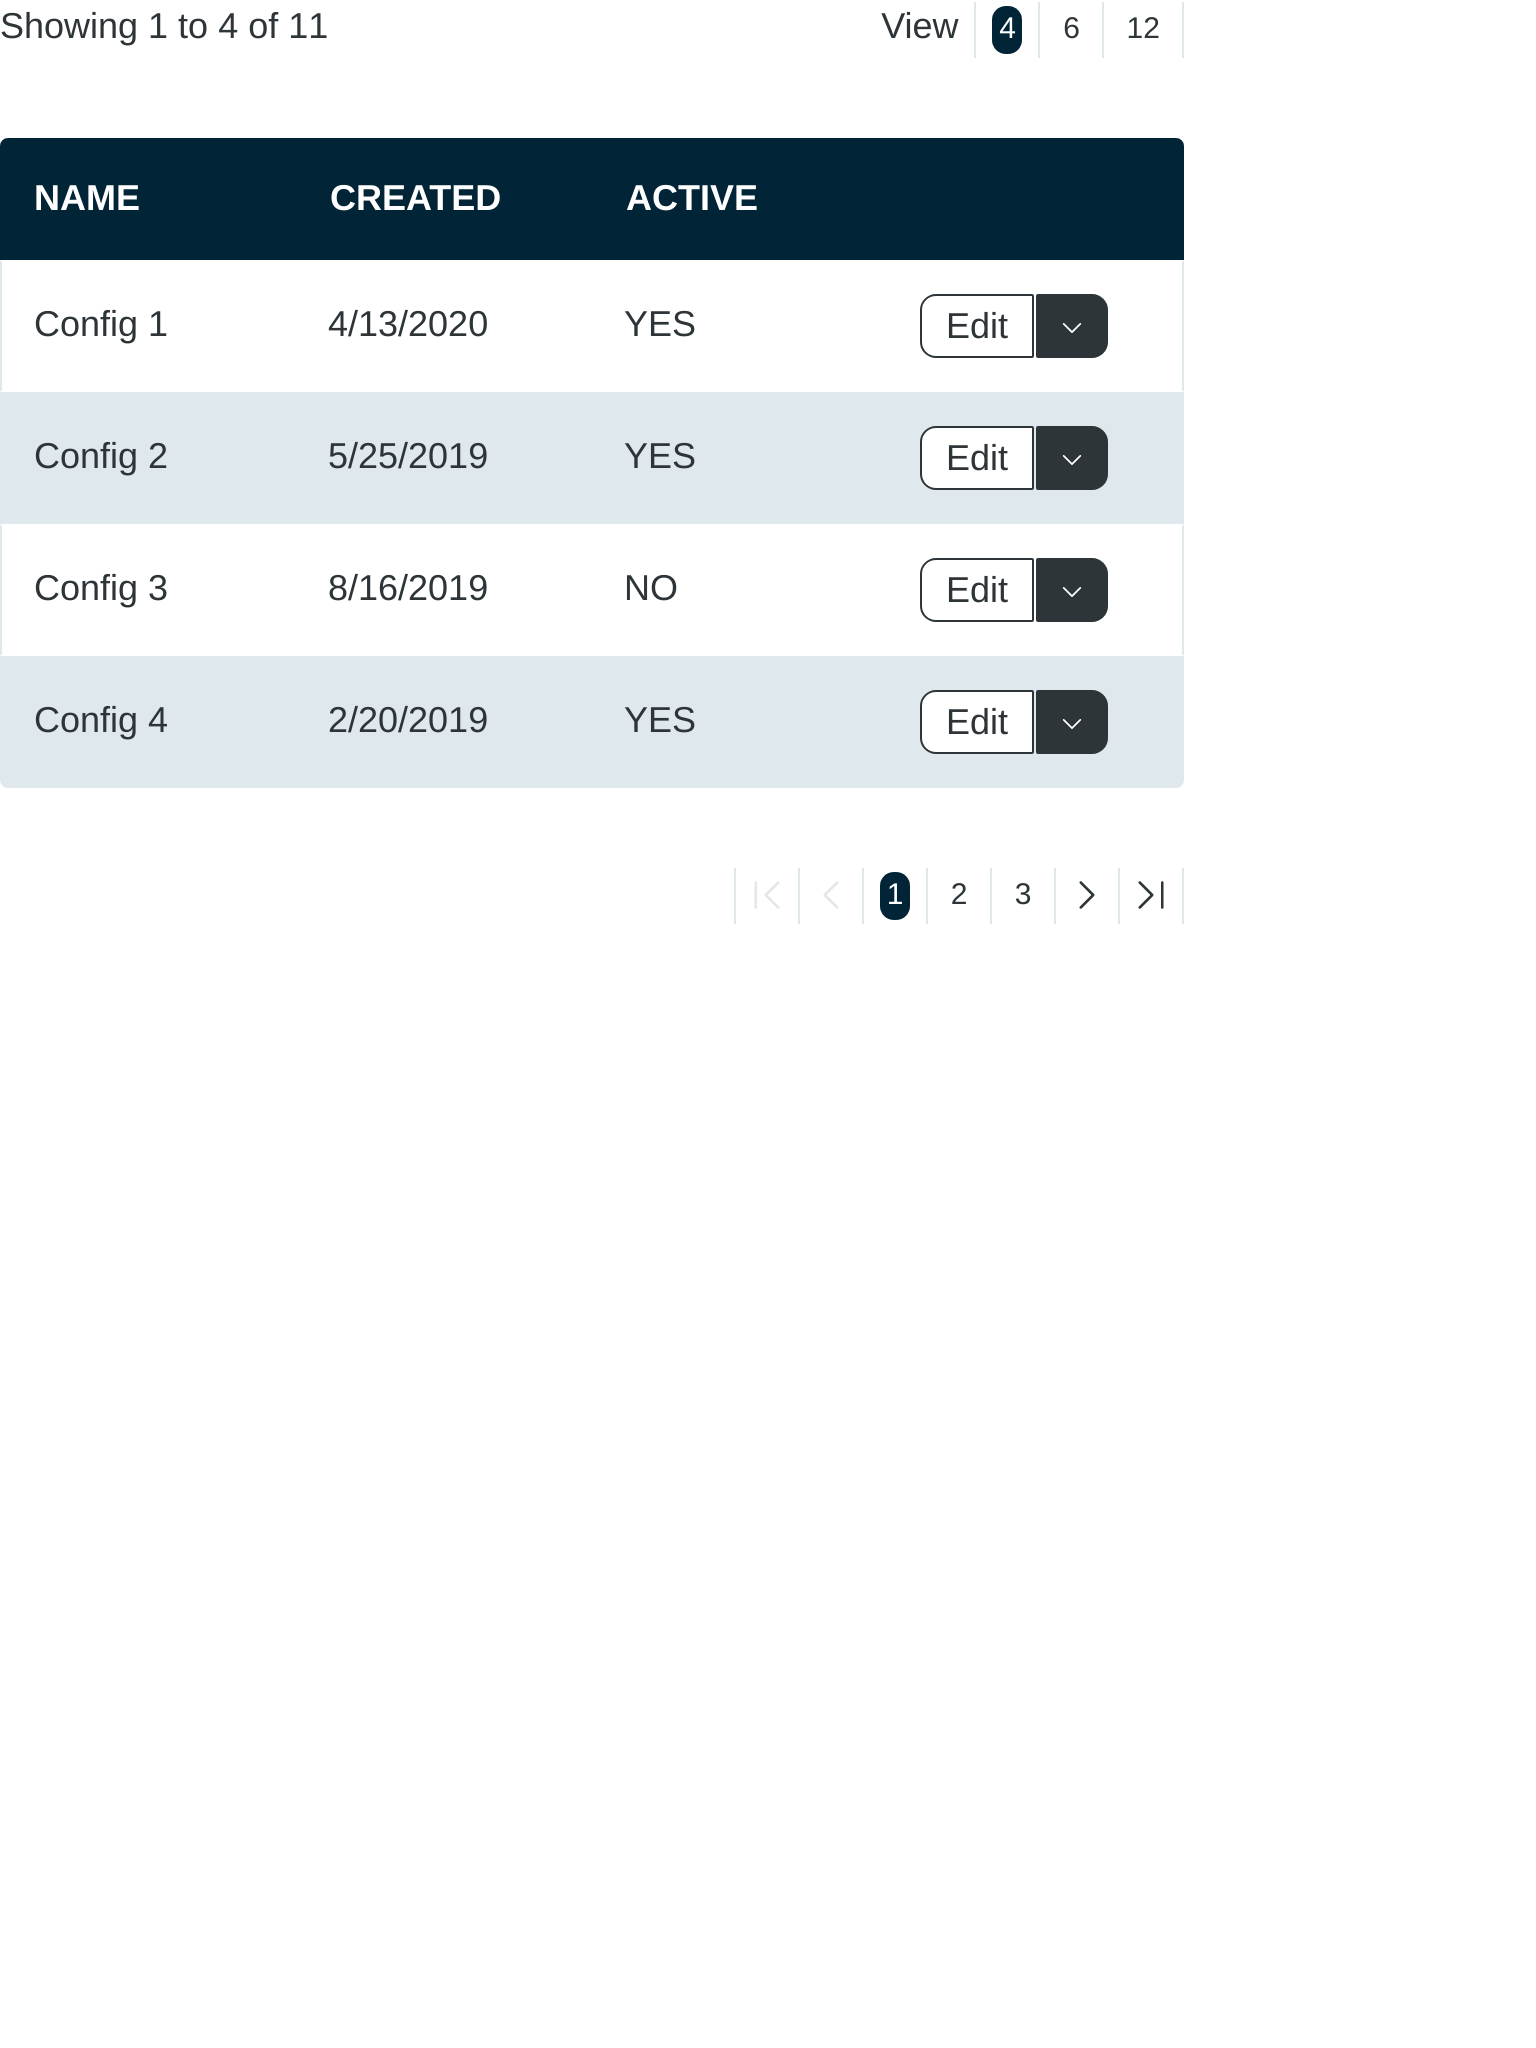 Showing 1 to 4 of 11 View 4 6 12
NAME CREATED ACTIVE
Config 1 4/13/2020 YES Edit
Config 2 5/25/2019 YES Edit
Config 3 8/16/2019 NO Edit
Config 4 2/20/2019 YES Edit
1 2 3